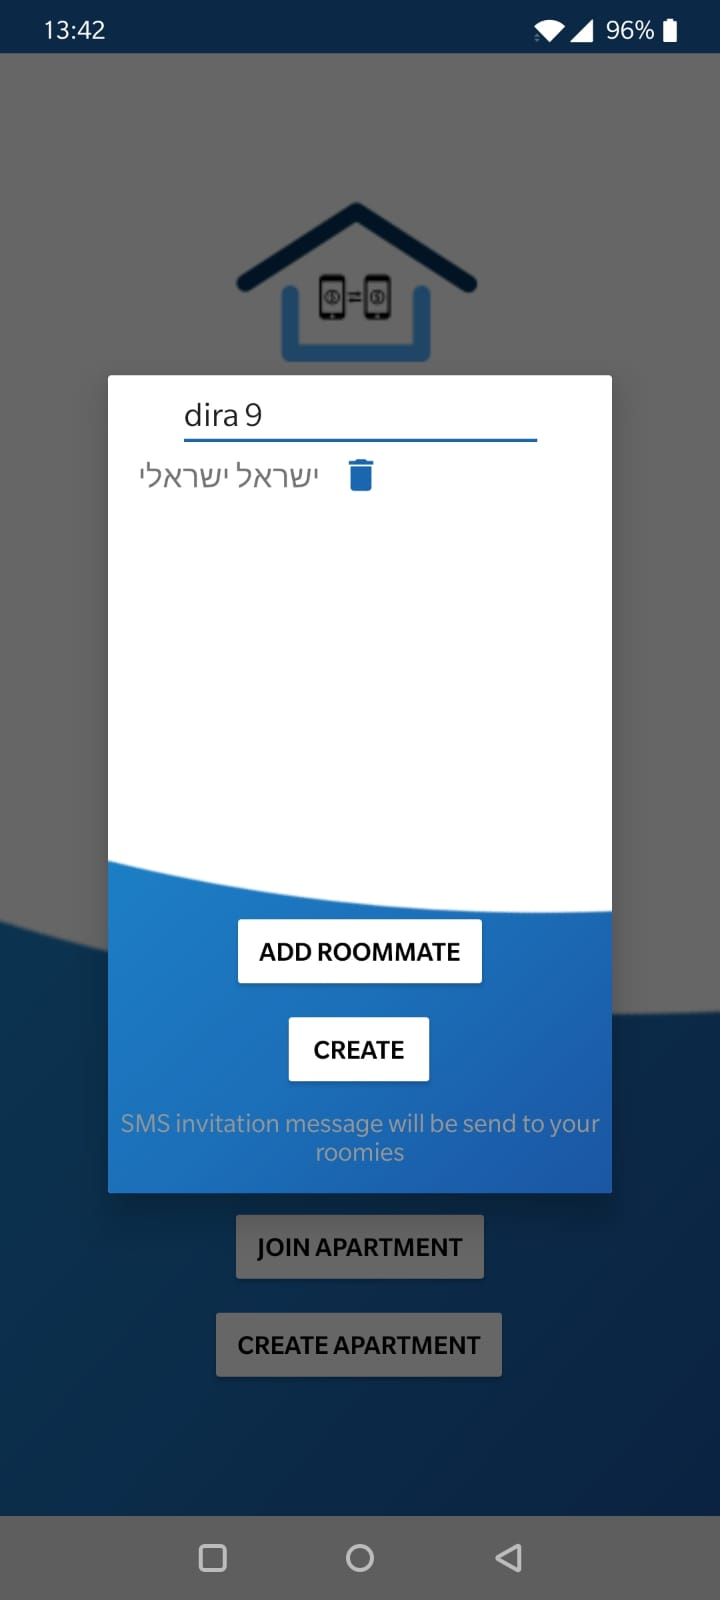 13:42 96%
dira 9
ישראל ישראלי
ADD ROOMMATE
CREATE
SMS invitation message will be send to your
roomies
JOIN APARTMENT
CREATE APARTMENT